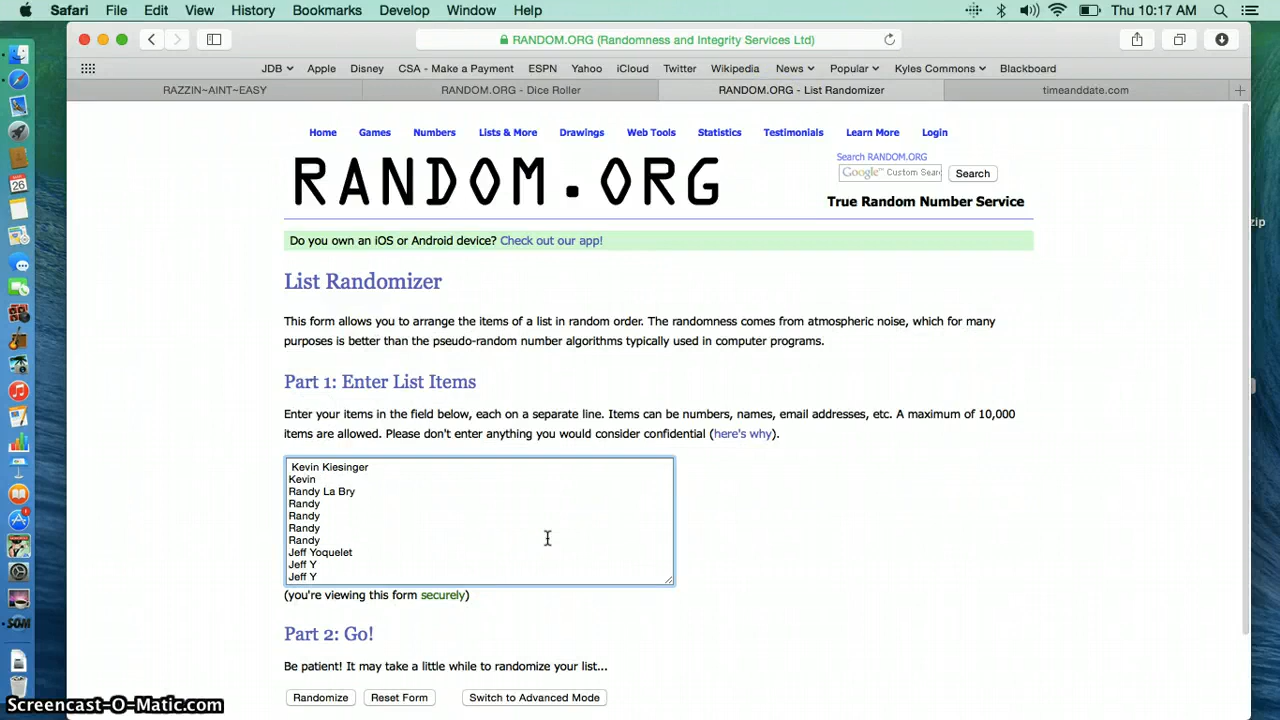 Safari File Edit View History Bookmarks Develop Window Help Thu 10:17 AM
RANDOM.ORG (Randomness and Integrity Services Ltd)
JDB Apple Disney CSA - Make a Payment ESPN Yahoo iCloud Twitter Wikipedia News Popular Kyles Commons Blackboard
RAZZIN~AINT~EASY RANDOM.ORG - Dice Roller RANDOM.ORG - List Randomizer timeanddate.com
Home Games Numbers Lists & More Drawings Web Tools Statistics Testimonials Learn More Login
Search RANDOM.ORG
RANDOM.ORG
Google™ Custom Sear Search
True Random Number Service
zip
Do you own an iOS or Android device? Check out our app!
List Randomizer
This form allows you to arrange the items of a list in random order. The randomness comes from atmospheric noise, which for many
purposes is better than the pseudo-random number algorithms typically used in computer programs.
Part 1: Enter List Items
Enter your items in the field below, each on a separate line. Items can be numbers, names, email addresses, etc. A maximum of 10,000
items are allowed. Please don't enter anything you would consider confidential (here's why).
Kevin Kiesinger
Kevin
Randy La Bry
Randy
Randy
Randy
Randy
Jeff Yoquelet
Jeff Y
Jeff Y
(you're viewing this form securely)
Part 2: Go!
Be patient! It may take a little while to randomize your list...
Randomize Reset Form Switch to Advanced Mode
26
SOM
Screencast-O-Matic.com